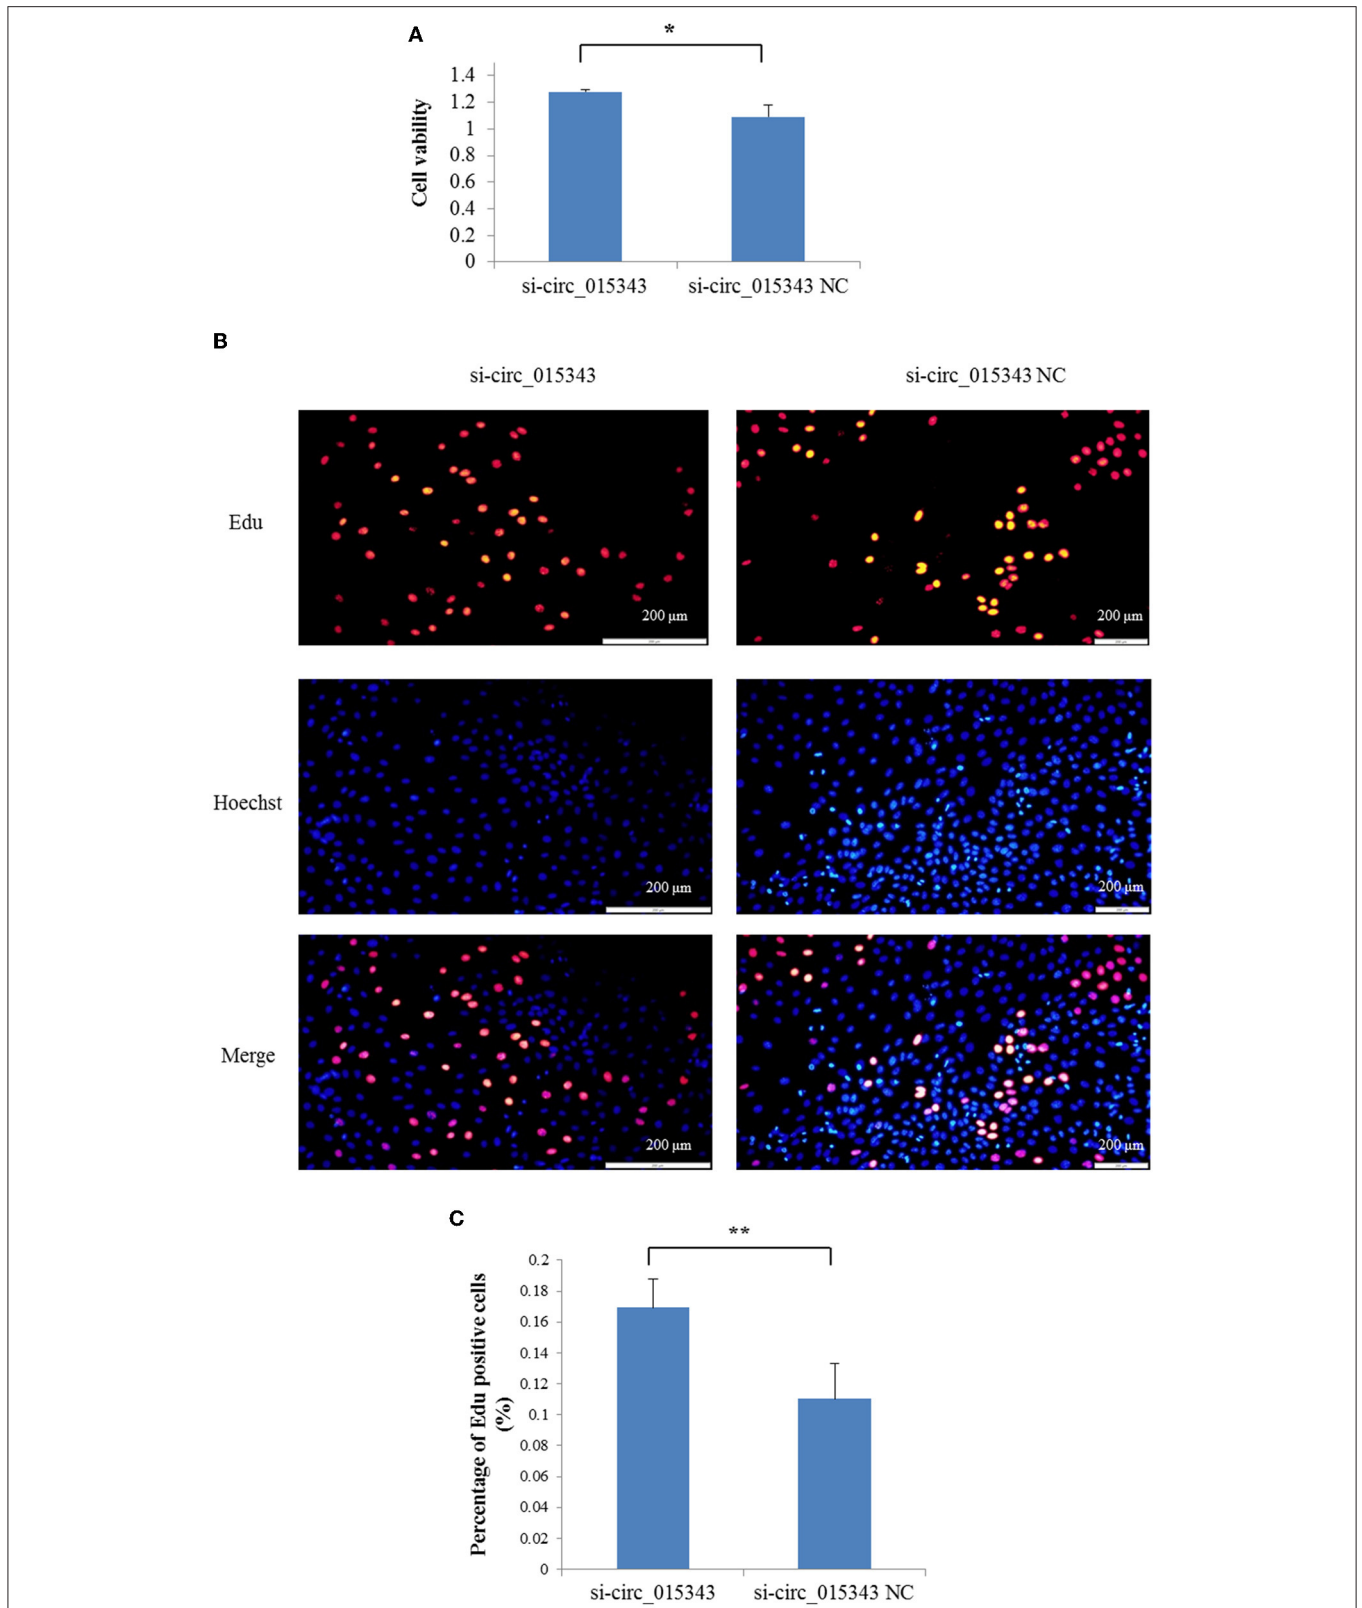 A
*
1.4
1.2
1
0.8
0.6
0.4
0.2
0
Cell vability
si-circ_015343
si-circ_015343 NC
B
si-circ_015343
si-circ_015343 NC
Edu
200 µm
200 µm
Hoechst
200 µm
200 µm
Merge
200 µm
200 µm
C
**
0.2
0.18
0.16
0.14
0.12
0.1
0.08
0.06
0.04
0.02
0
Percentage of Edu positive cells
(%)
si-circ_015343
si-circ_015343 NC